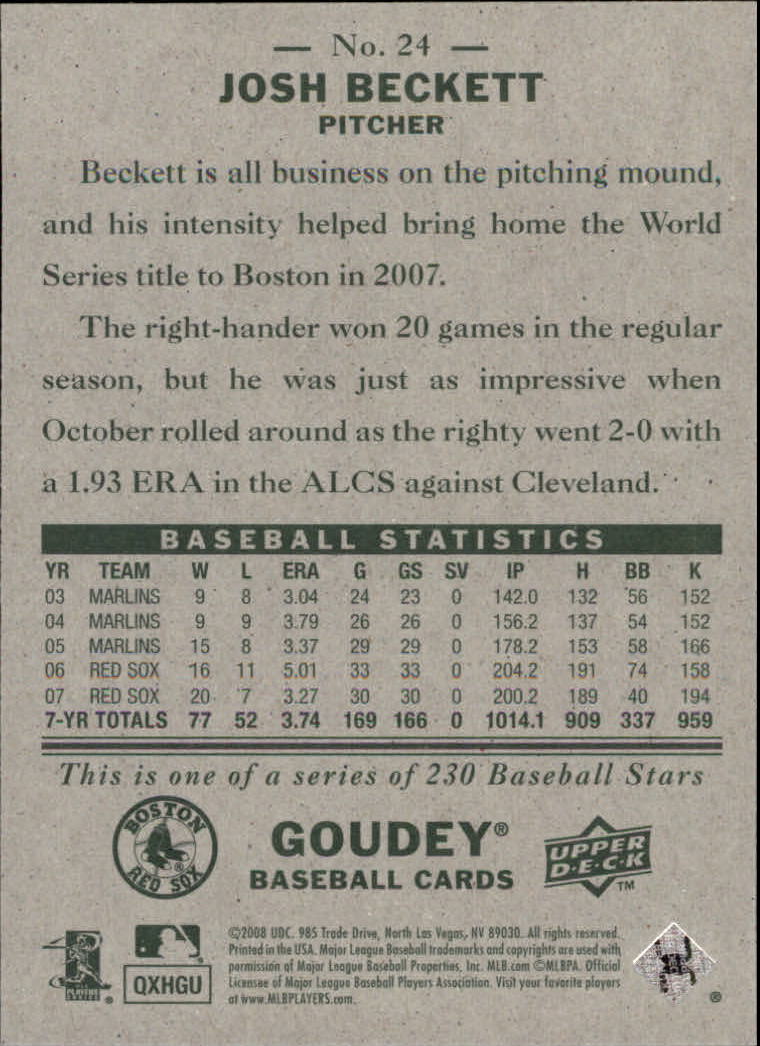 — No. 24 —
JOSH BECKETT
PITCHER
Beckett is all business on the pitching mound,
and his intensity helped bring home the World
Series title to Boston in 2007.
The right-hander won 20 games in the regular
season, but he was just as impressive when
October rolled around as the righty went 2-0 with
a 1.93 ERA in the ALCS against Cleveland.
BASEBALL STATISTICS
YR TEAM W L ERA G GS SV IP H BB K
03 MARLINS 9 8 3.04 24 23 0 142.0 132 56 152
04 MARLINS 9 9 3.79 26 26 0 156.2 137 54 152
05 MARLINS 15 8 3.37 29 29 0 178.2 153 58 166
06 RED SOX 16 11 5.01 33 33 0 204.2 191 74 158
07 RED SOX 20 7 3.27 30 30 0 200.2 189 40 194
7-YR TOTALS 77 52 3.74 169 166 0 1014.1 909 337 959
This is one of a series of 230 Baseball Stars
BOSTON
RED SOX
®
GOUDEY®
BASEBALL CARDS
UPPER
D·E·C·K
TM
QXHGU
©2008 UDC. 985 Trade Drive, North Las Vegas, NV 89030. All rights reserved.
Printed in the USA. Major League Baseball trademarks and copyrights are used with
permission of Major League Baseball Properties, Inc. MLB.com ©MLBPA. Official
Licensee of Major League Baseball Players Association. Visit your favorite players
at www.MLBPLAYERS.com.
®